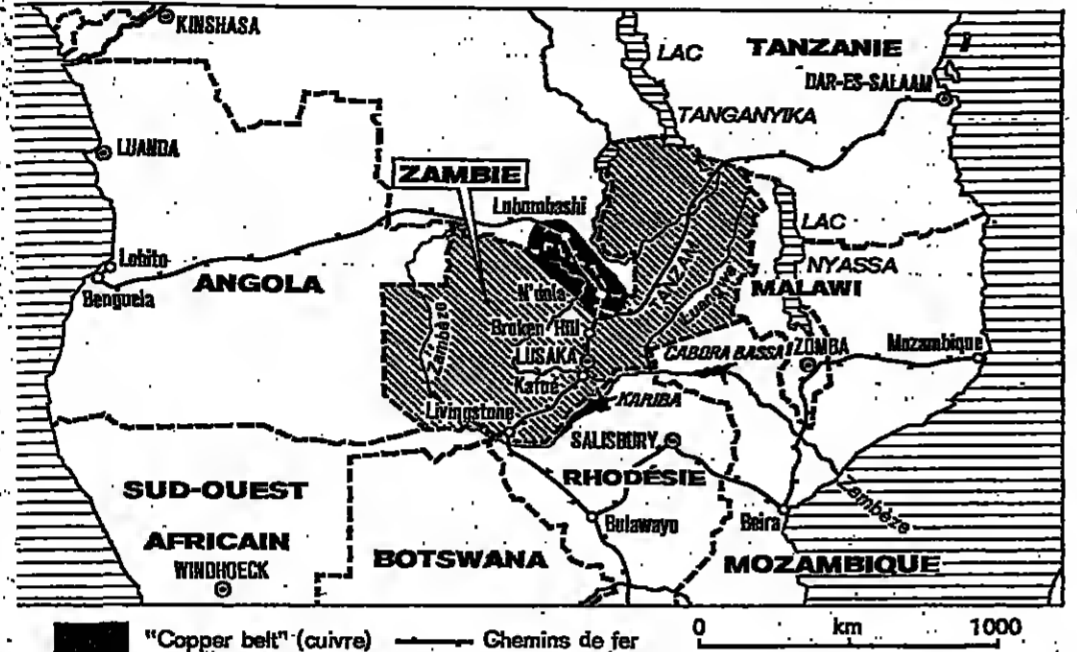 KINSHASA
LAC
TANZANIE
DAR-ES-SALAAM
TANGANYIKA
LUANDA
ZAMBIE
Lubumbashi
LAC
Lobito
NYASSA
ANGOLA
TANZAM
MALAWI
Benguela
N'dola
Luangwa
Zambèze
Broken Hill
CABORA BASSA
ZOMBA
Mozambique
LUSAKA
Kafue
KARIBA
Livingstone
SALISBURY
RHODÉSIE
SUD-OUEST
AFRICAIN
Zambèze
Bulawayo
Beira
WINDHOECK
BOTSWANA
MOZAMBIQUE
"Copper belt" (cuivre)
Chemins de fer
0 km 1000